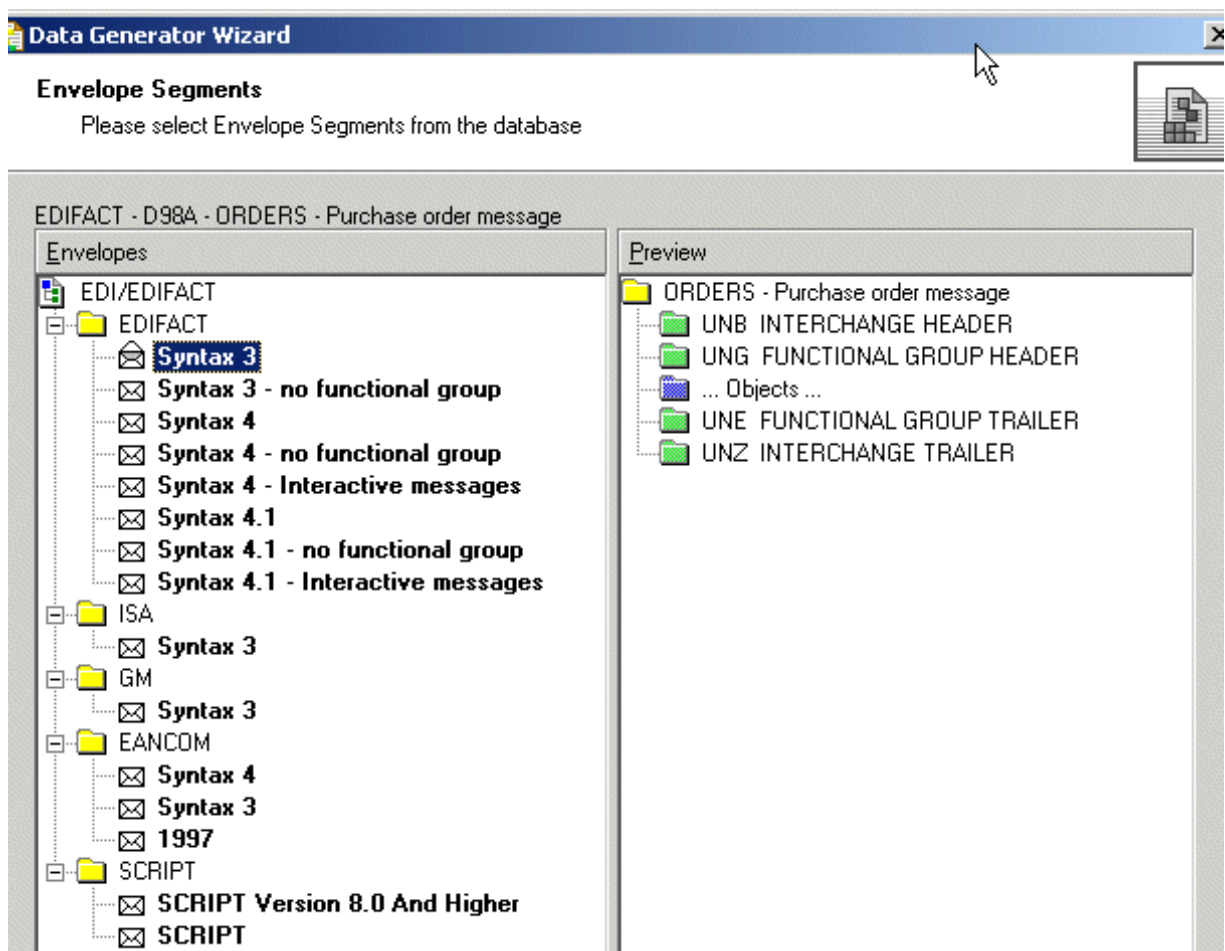 Data Generator Wizard
Envelope Segments
Please select Envelope Segments from the database
EDIFACT - D98A - ORDERS - Purchase order message
Envelopes
EDI/EDIFACT
EDIFACT
Syntax 3
Syntax 3 - no functional group
Syntax 4
Syntax 4 - no functional group
Syntax 4 - Interactive messages
Syntax 4.1
Syntax 4.1 - no functional group
Syntax 4.1 - Interactive messages
ISA
Syntax 3
GM
Syntax 3
EANCOM
Syntax 4
Syntax 3
1997
SCRIPT
SCRIPT Version 8.0 And Higher
SCRIPT
Preview
ORDERS - Purchase order message
UNB INTERCHANGE HEADER
UNG FUNCTIONAL GROUP HEADER
... Objects ...
UNE FUNCTIONAL GROUP TRAILER
UNZ INTERCHANGE TRAILER